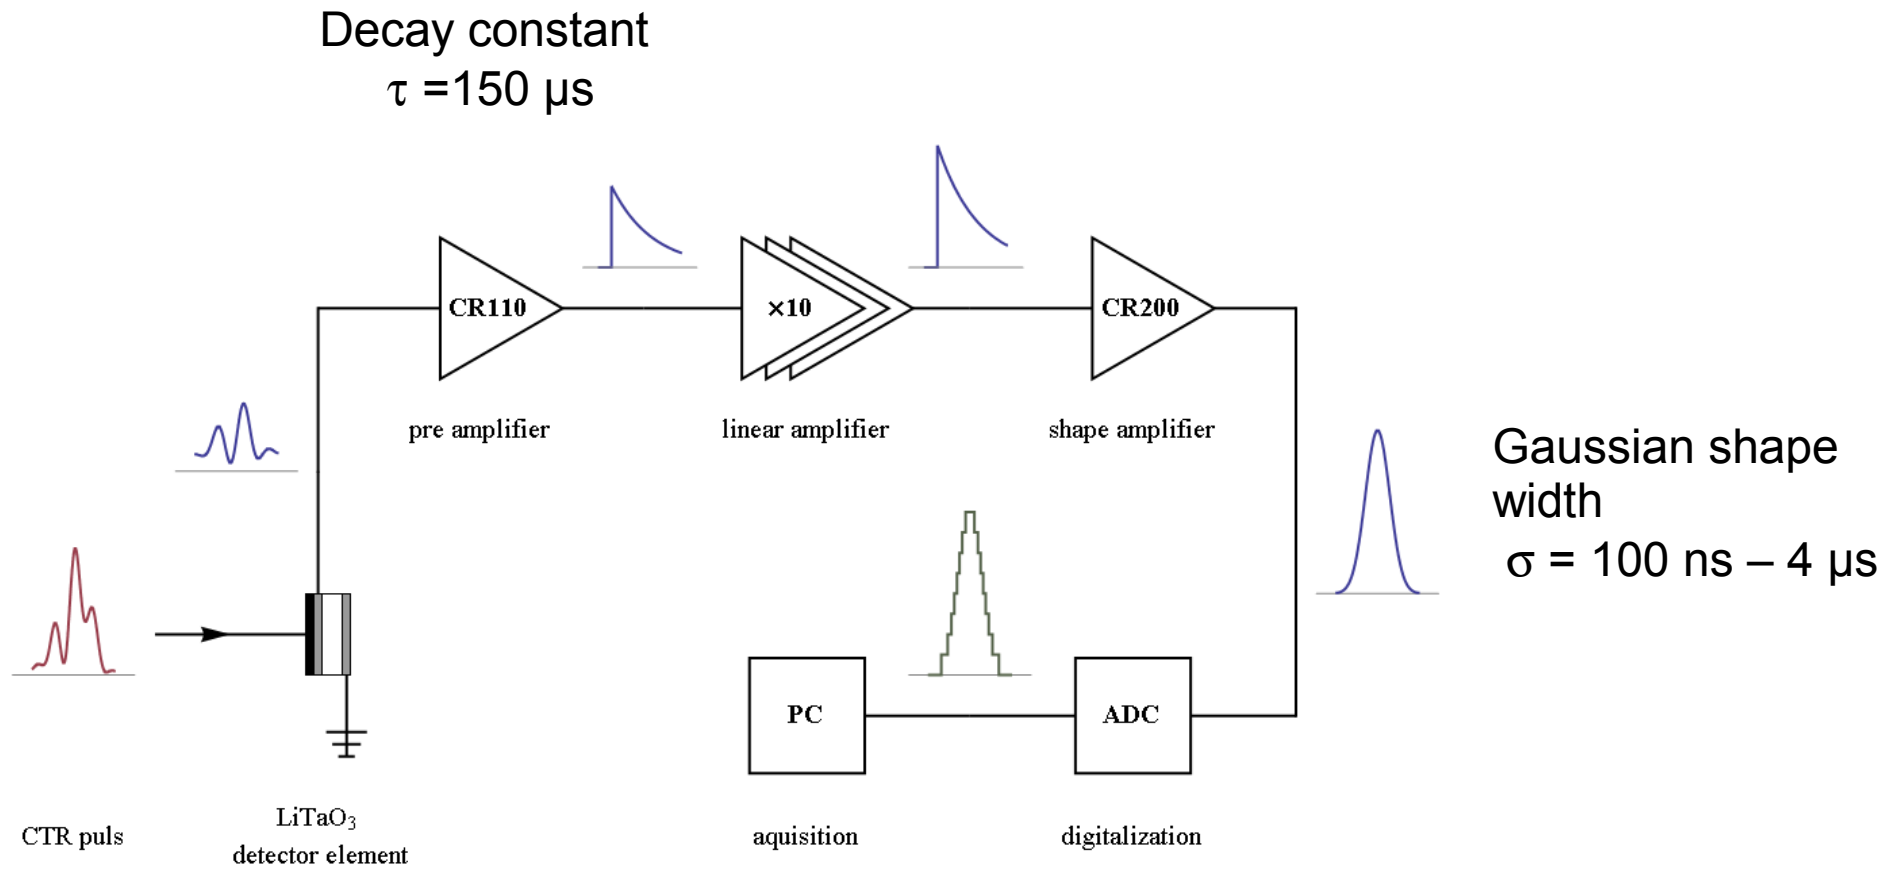 Decay constant
τ =150 µs
CR110
×10
CR200
pre amplifier
linear amplifier
shape amplifier
Gaussian shape
width
σ = 100 ns – 4 µs
PC
ADC
CTR puls
LiTaO₃
detector element
aquisition
digitalization